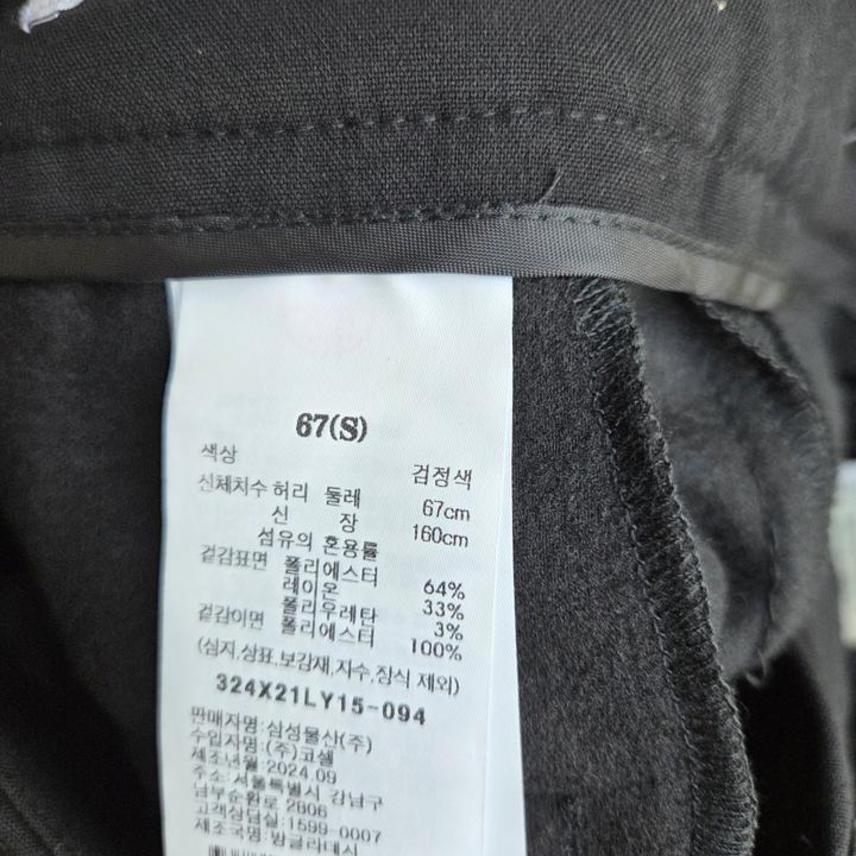 67(S)
색상 검정색
신체치수 허리 둘레 67cm
신 장 160cm
섬유의 혼용률
겉감표면 폴리에스터 64%
레이온 33%
폴리우레탄 3%
겉감이면 폴리에스터 100%
(심지,상표,보강재,자수,장식 제외)
324X21LY15-094
판매자명:삼성물산(주)
수입자명:(주)코셀
제조년월:2024.09
주소:서울특별시 강남구
남부순환로 2806
고객상담실:1599-0007
제조국명:방글라데시